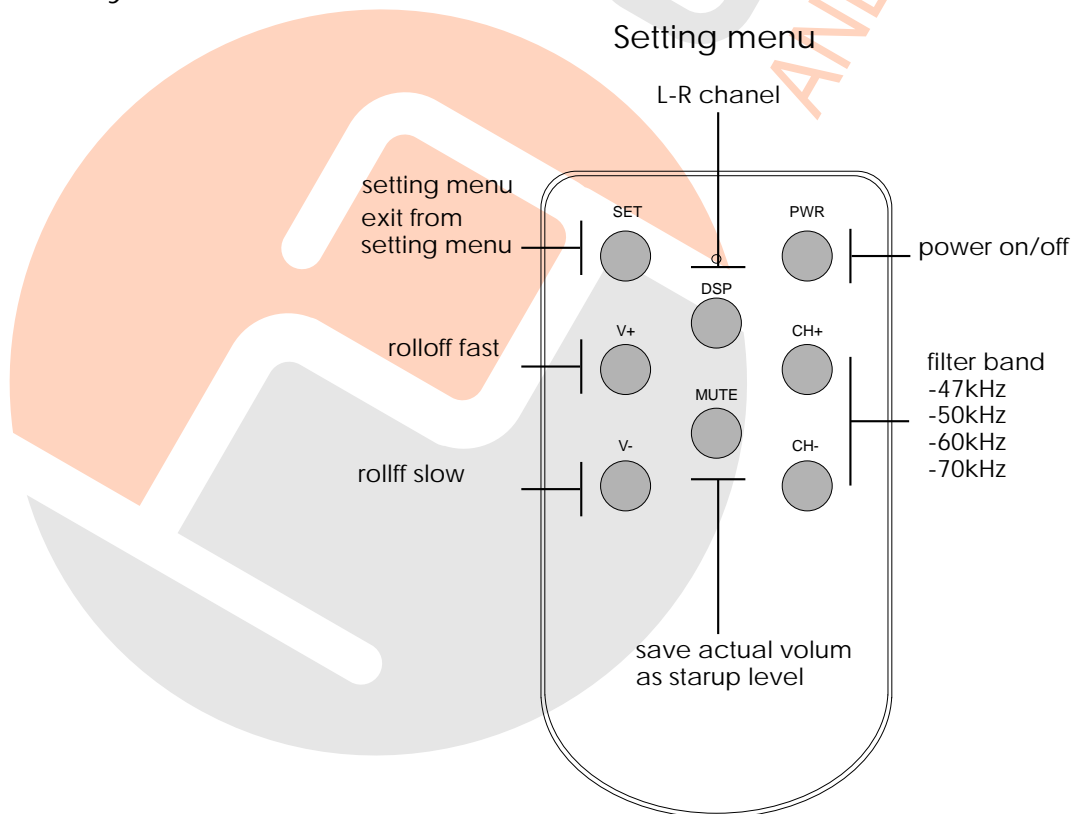 Setting menu
L-R chanel
setting menu
exit from
setting menu
SET
PWR
power on/off
DSP
V+
CH+
rolloff fast
filter band
-47kHz
-50kHz
-60kHz
-70kHz
MUTE
V-
CH-
rollff slow
save actual volum
as starup level